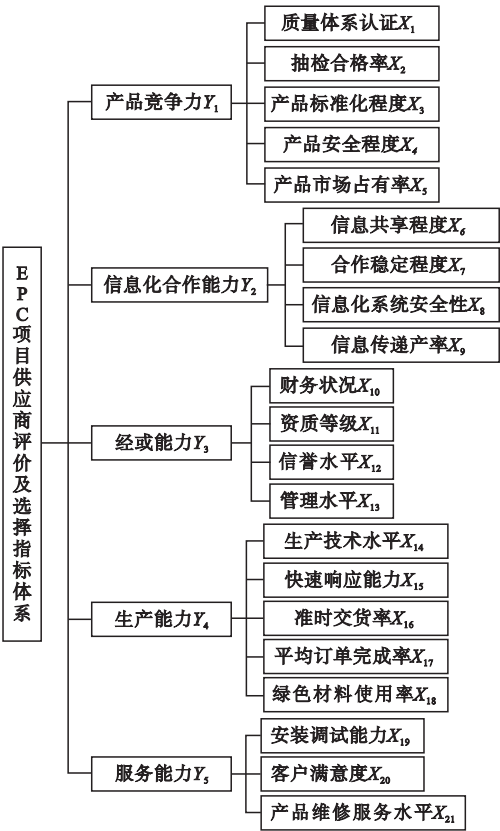 EPC项目供应商评价及选择指标体系
产品竞争力Y1
质量体系认证X1
抽检合格率X2
产品标准化程度X3
产品安全程度X4
产品市场占有率X5
信息化合作能力Y2
信息共享程度X6
合作稳定程度X7
信息化系统安全性X8
信息传递产率X9
经或能力Y3
财务状况X10
资质等级X11
信誉水平X12
管理水平X13
生产能力Y4
生产技术水平X14
快速响应能力X15
准时交货率X16
平均订单完成率X17
绿色材料使用率X18
服务能力Y5
安装调试能力X19
客户满意度X20
产品维修服务水平X21